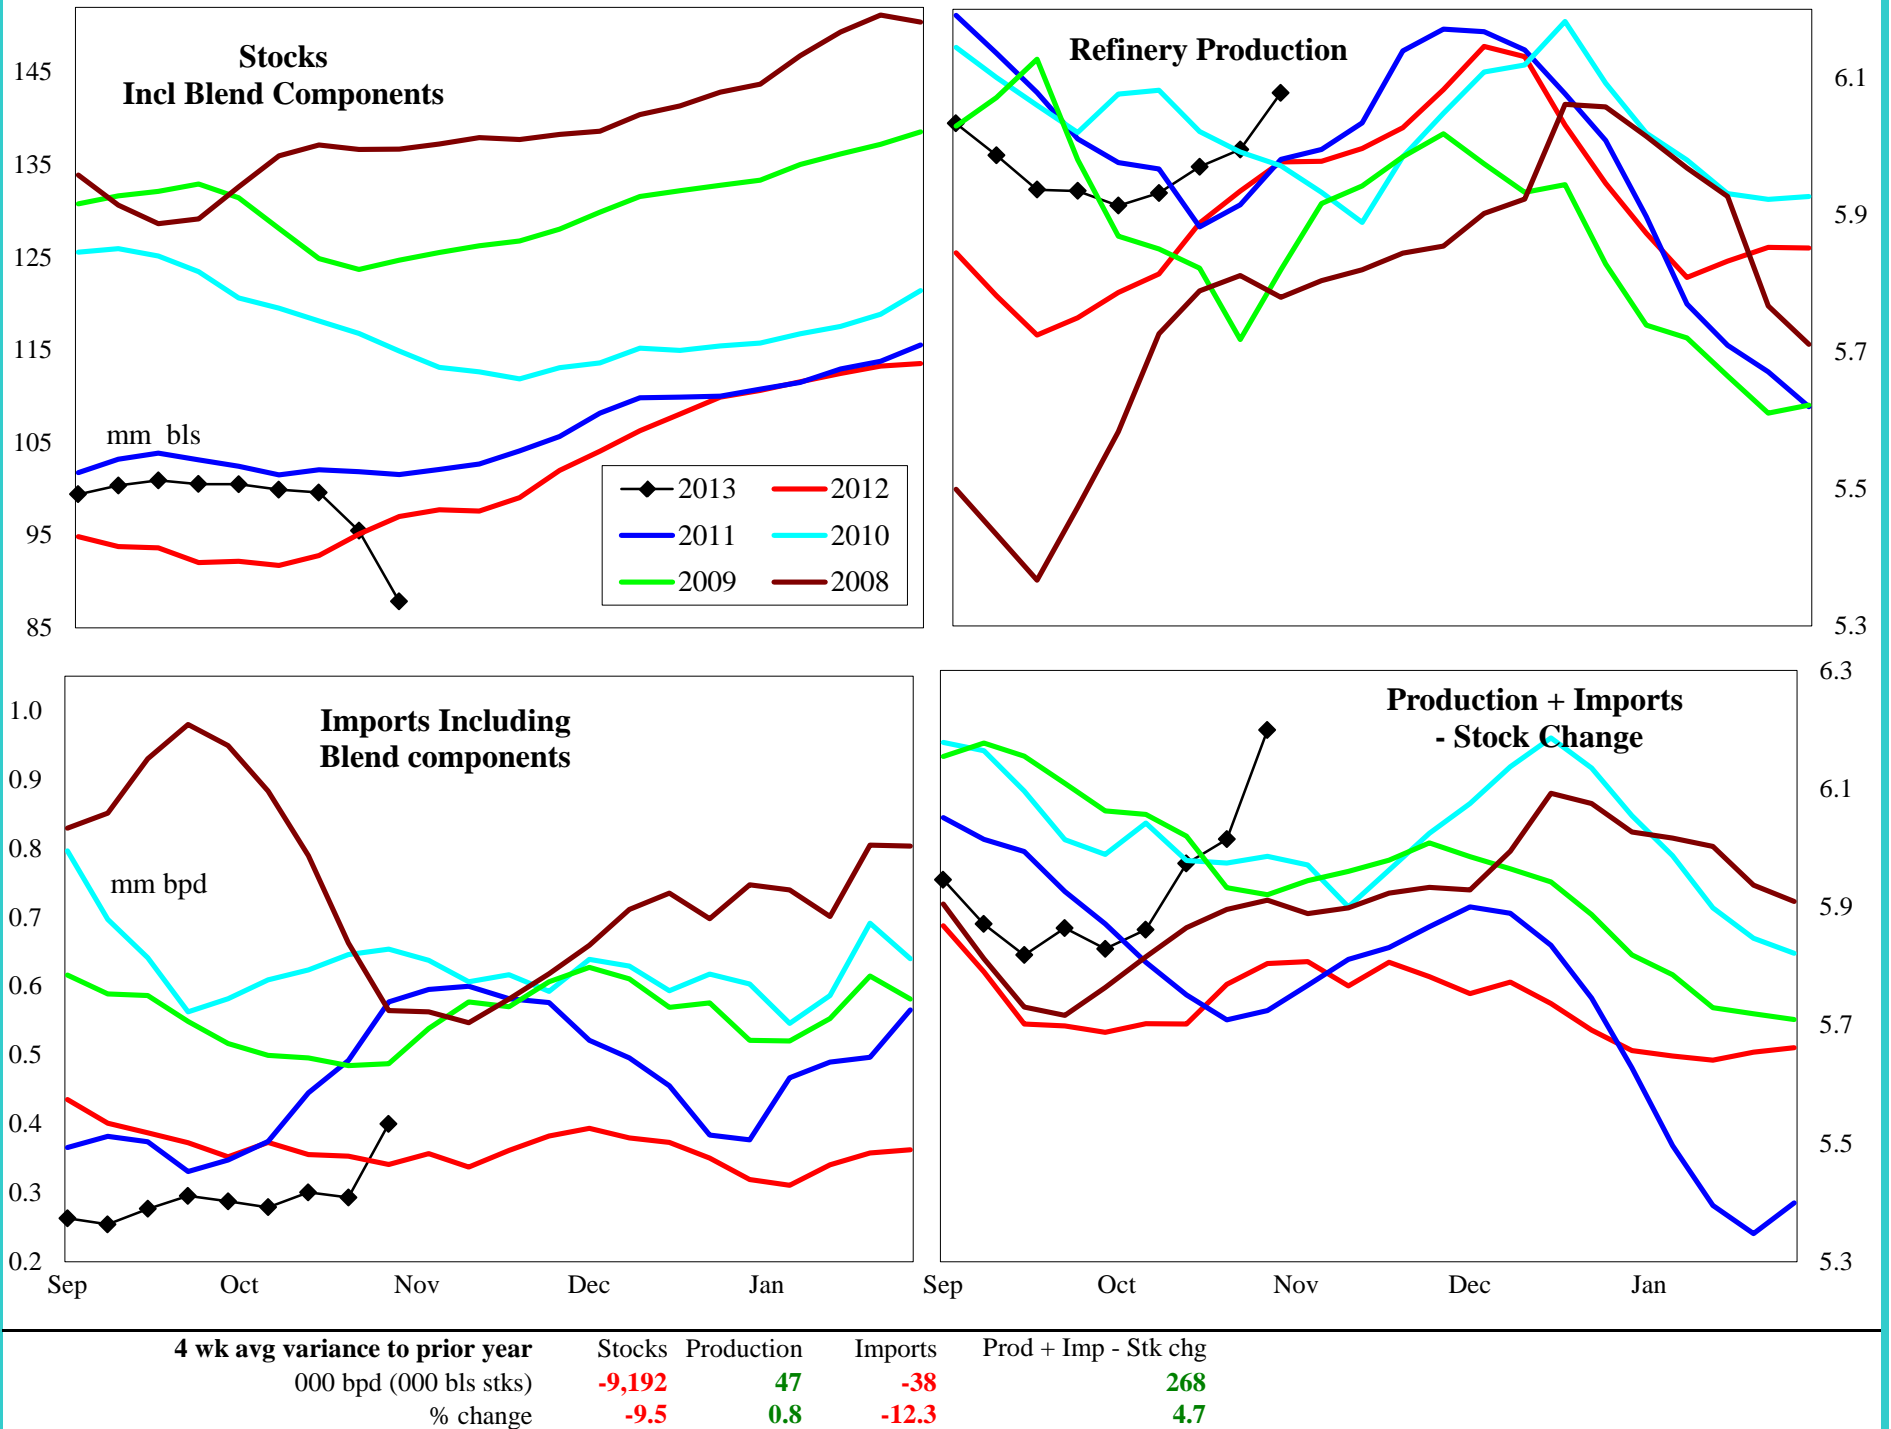 Stocks
Incl Blend Components
145
135
125
115
105
95
85
mm bls
2013
2012
2011
2010
2009
2008
Refinery Production
6.1
5.9
5.7
5.5
5.3
Imports Including
Blend components
1.0
0.9
0.8
0.7
0.6
0.5
0.4
0.3
0.2
mm bpd
Sep Oct Nov Dec Jan
Production + Imports
- Stock Change
6.3
6.1
5.9
5.7
5.5
5.3
Sep Oct Nov Dec Jan
4 wk avg variance to prior year Stocks Production Imports Prod + Imp - Stk chg
000 bpd (000 bls stks) -9,192 47 -38 268
% change -9.5 0.8 -12.3 4.7